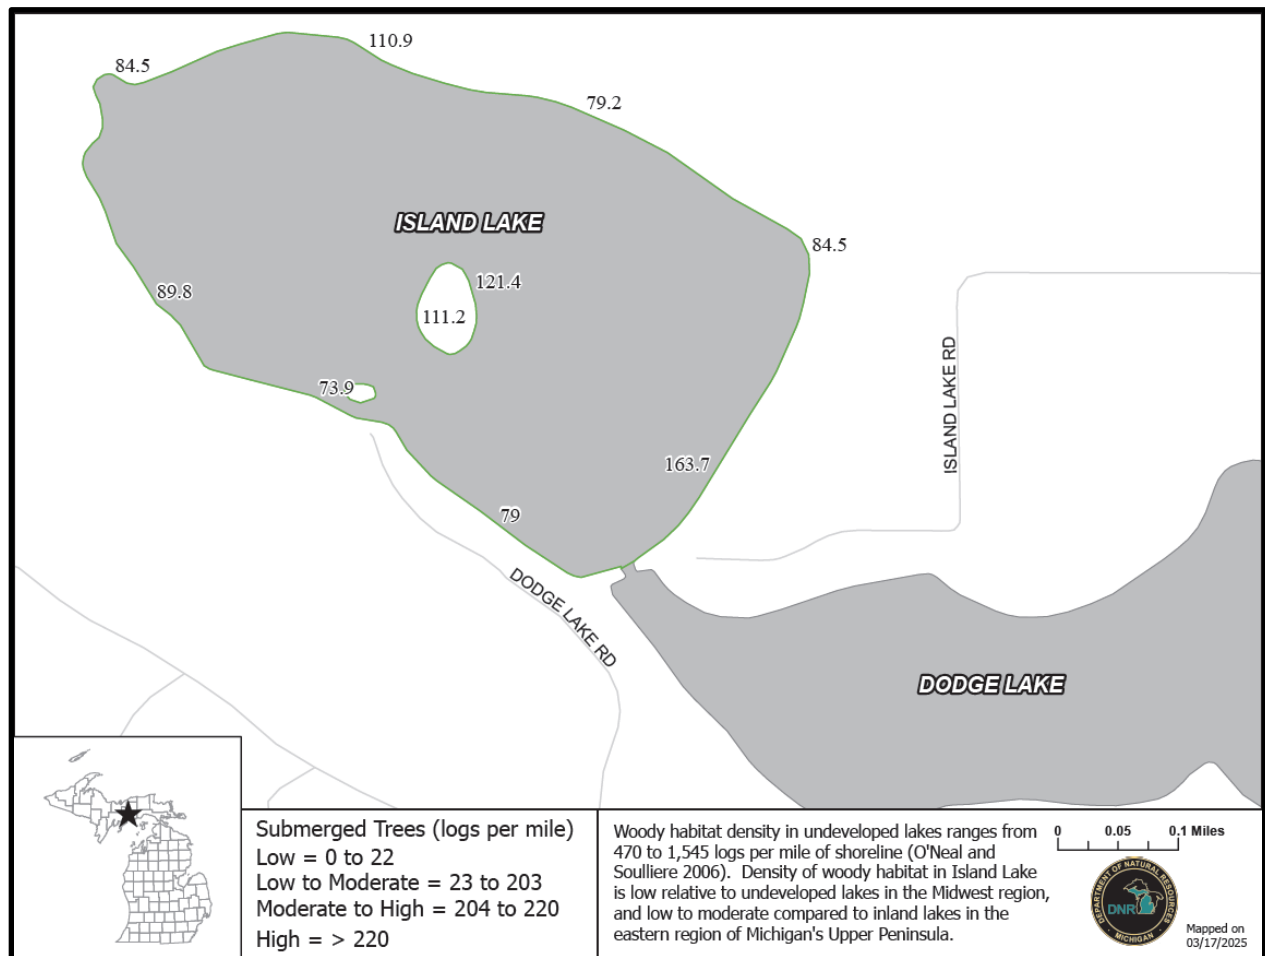 110.9
84.5
79.2
ISLAND LAKE
84.5
121.4
89.8
111.2
ISLAND LAKE RD
73.9
163.7
79
DODGE LAKE RD
DODGE LAKE
Submerged Trees (logs per mile)
Low = 0 to 22
Low to Moderate = 23 to 203
Moderate to High = 204 to 220
High = > 220
Woody habitat density in undeveloped lakes ranges from
470 to 1,545 logs per mile of shoreline (O'Neal and
Soulliere 2006).  Density of woody habitat in Island Lake
is low relative to undeveloped lakes in the Midwest region,
and low to moderate compared to inland lakes in the
eastern region of Michigan's Upper Peninsula.
0 0.05 0.1 Miles
DEPARTMENT OF NATURAL RESOURCES
DNR
MICHIGAN
Mapped on
03/17/2025